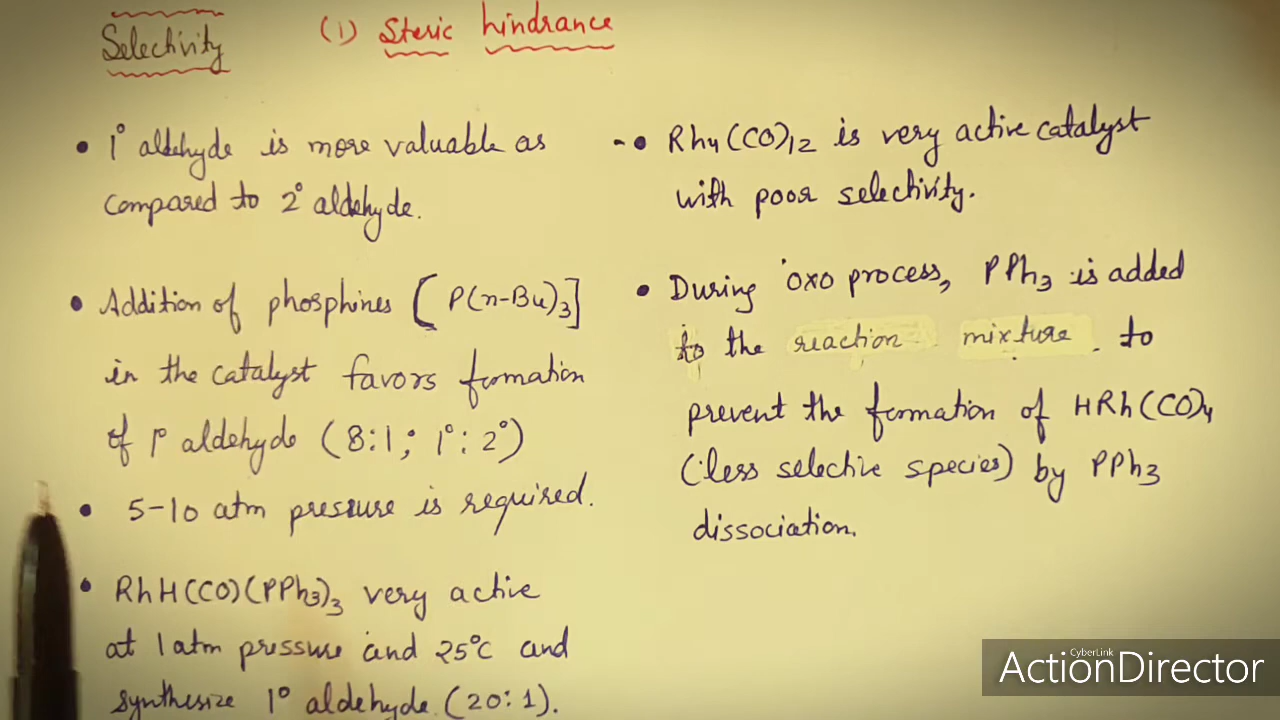 Selectivity (1) Steric hindrance
• 1° aldehyde is more valuable as
compared to 2° aldehyde.
• Addition of phosphines [P(n-Bu)3]
in the catalyst favors formation
of 1° aldehyde (8:1; 1°:2°)
• 5-10 atm pressure is required.
• RhH(CO)(PPh3)3 very active
at 1atm pressure and 25°C and
synthesize 1° aldehyde (20:1).
- • Rh4(CO)12 is very active catalyst
with poor selectivity.
• During oxo process, PPh3 is added
to the reaction mixture to
prevent the formation of HRh(CO)4
(less selective species) by PPh3
dissociation.
CyberLink
ActionDirector